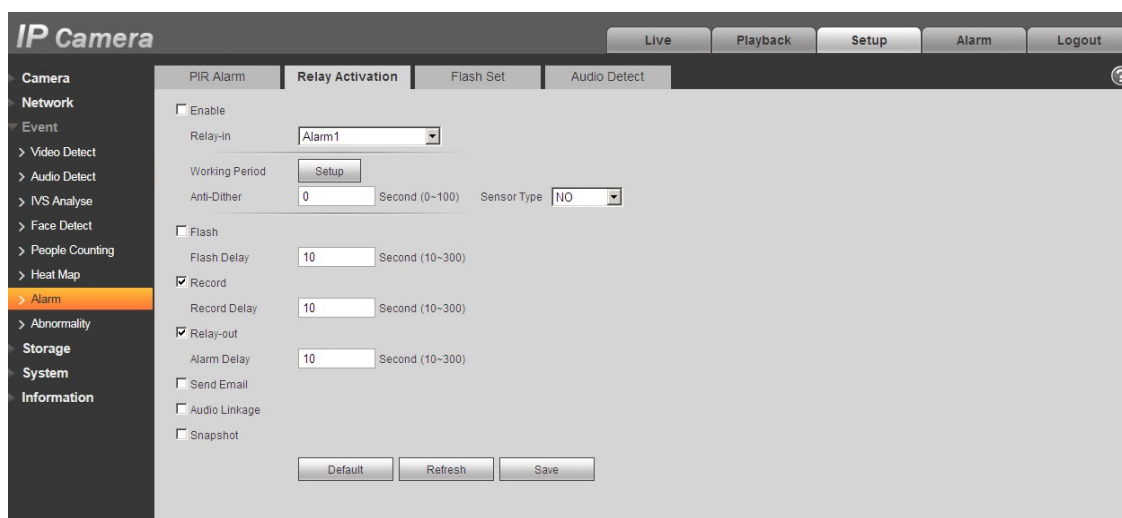 IP Camera
Live
Playback
Setup
Alarm
Logout
Camera
Network
Event
Video Detect
Audio Detect
IVS Analyse
Face Detect
People Counting
Heat Map
Alarm
Abnormality
Storage
System
Information
PIR Alarm
Relay Activation
Flash Set
Audio Detect
?
Enable
Relay-in Alarm1
Working Period Setup
Anti-Dither 0 Second (0~100) Sensor Type NO
Flash
Flash Delay 10 Second (10~300)
Record
Record Delay 10 Second (10~300)
Relay-out
Alarm Delay 10 Second (10~300)
Send Email
Audio Linkage
Snapshot
Default
Refresh
Save